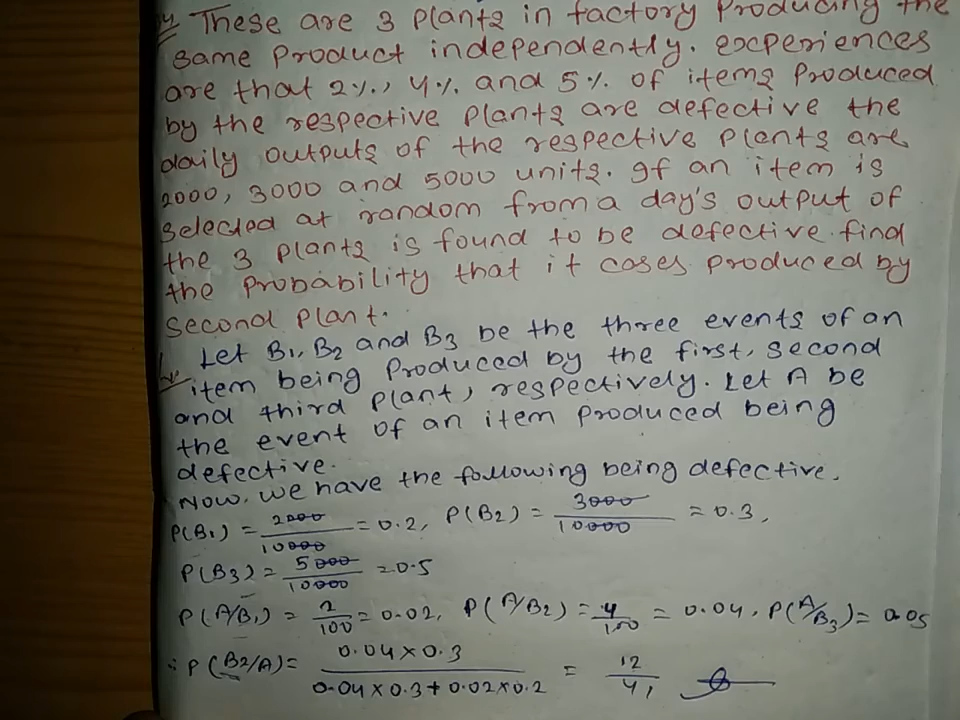 These are 3 plants in factory producing the
same product independently. experiences
are that 2%, 4% and 5% of items produced
by the respective plants are defective the
daily outputs of the respective plants are
2000, 3000 and 5000 units. If an item is
selected at random from a day's output of
the 3 plants is found to be defective. find
the probability that it coses produced by
second plant.
Let B1, B2 and B3 be the three events of an
item being produced by the first, second
and third plant, respectively. Let A be
the event of an item produced being
defective.
Now, we have the following being defective.
P(B1) = 2000/10000 = 0.2, P(B2) = 3000/10000 = 0.3,
P(B3) = 5000/10000 = 0.5
P(A/B1) = 2/100 = 0.02, P(A/B2) = 4/100 = 0.04, P(A/B3) = 0.05
∴ P(B2/A) = 0.04 x 0.3 / 0.04 x 0.3 + 0.02 x 0.2 = 12/41